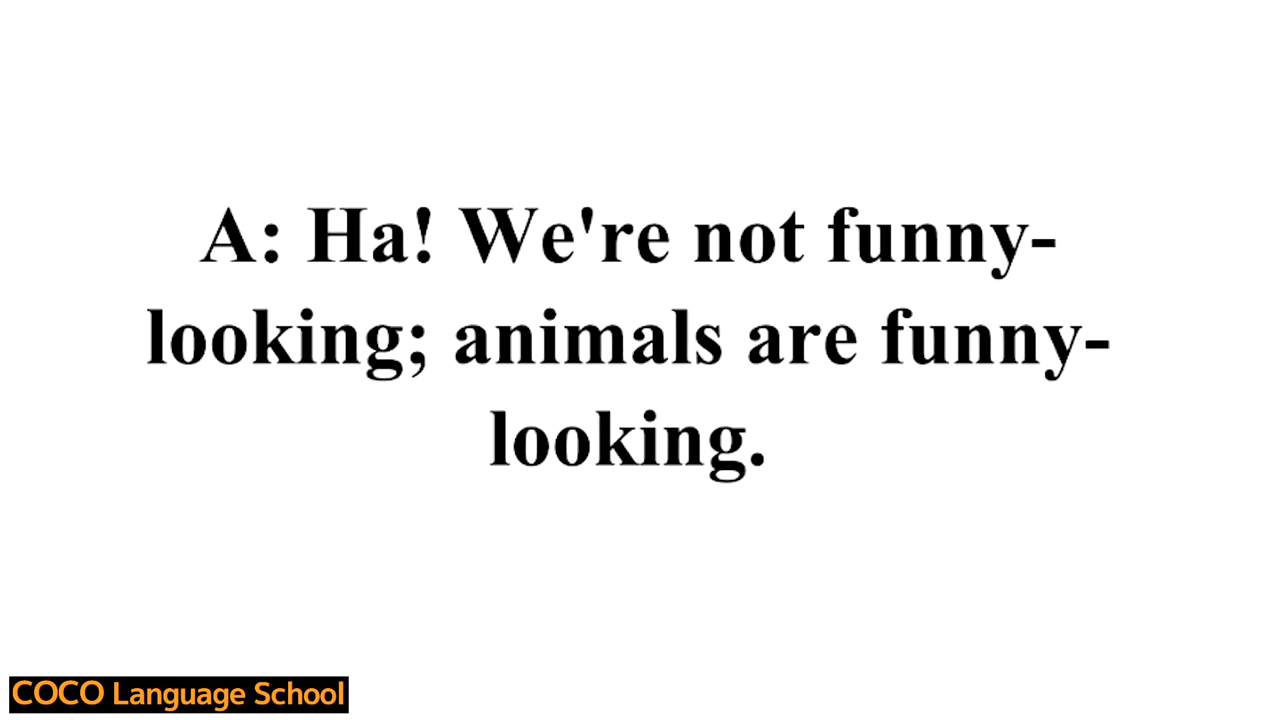 A: Ha! We're not funny-
looking; animals are funny-
looking.
COCO Language School